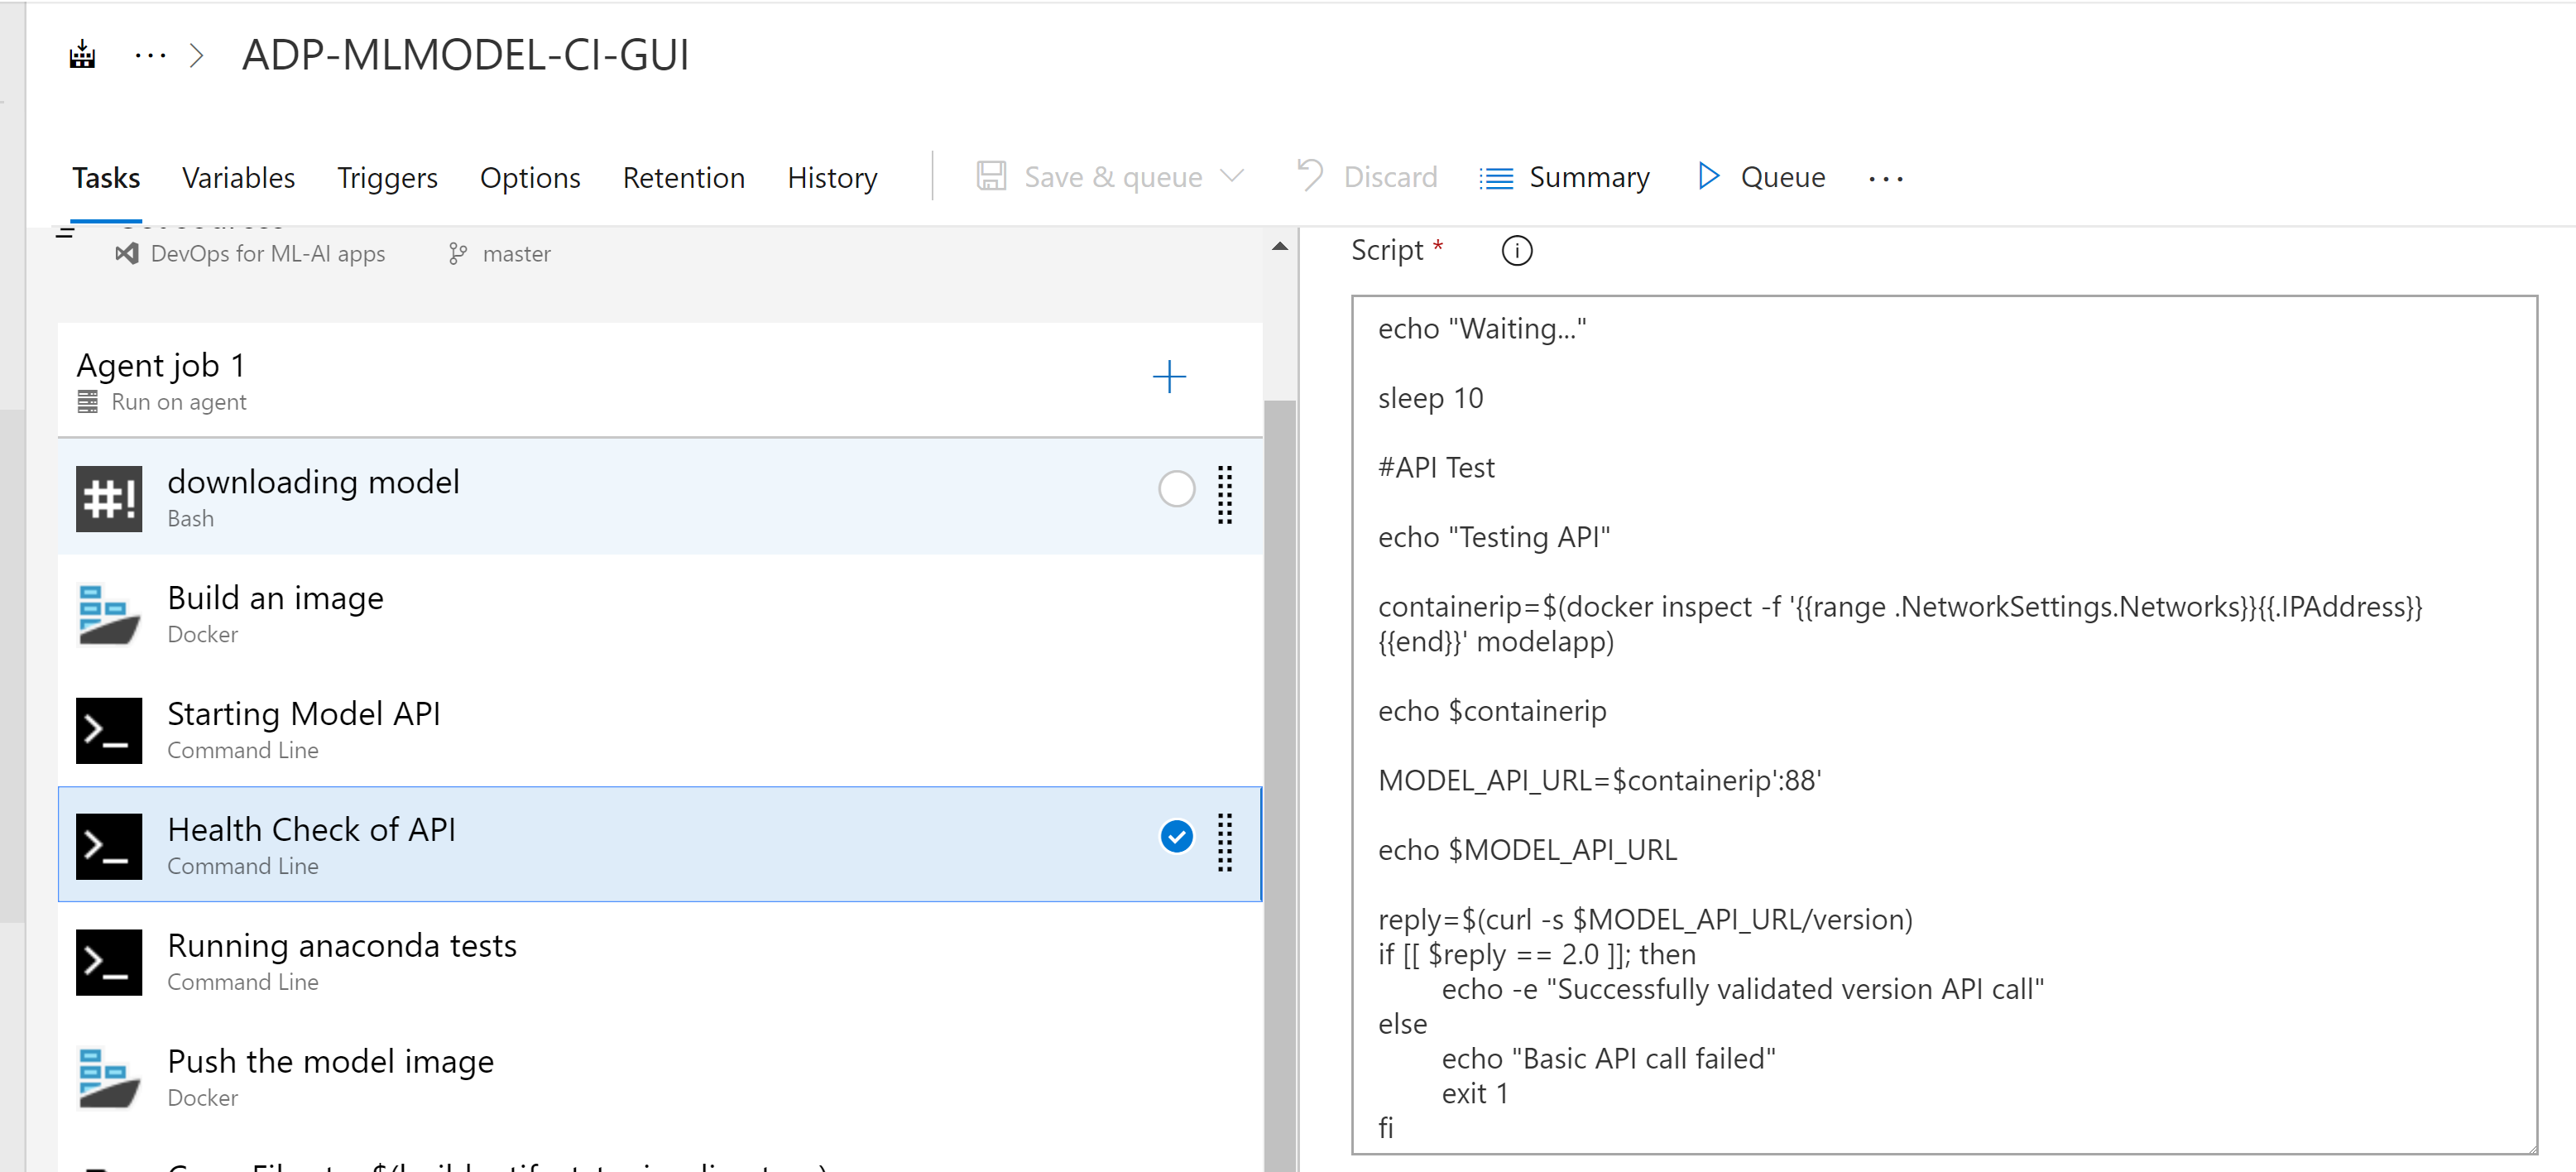 ··· > ADP-MLMODEL-CI-GUI
Tasks Variables Triggers Options Retention History Save & queue Discard Summary Queue ···
DevOps for ML-AI apps master
Agent job 1
Run on agent
downloading model
Bash
Build an image
Docker
Starting Model API
Command Line
Health Check of API
Command Line
Running anaconda tests
Command Line
Push the model image
Docker
Script *
echo "Waiting..."
sleep 10
#API Test
echo "Testing API"
containerip=$(docker inspect -f '{{range .NetworkSettings.Networks}}{{.IPAddress}}
{{end}}' modelapp)
echo $containerip
MODEL_API_URL=$containerip':88'
echo $MODEL_API_URL
reply=$(curl -s $MODEL_API_URL/version)
if [[ $reply == 2.0 ]]; then
echo -e "Successfully validated version API call"
else
echo "Basic API call failed"
exit 1
fi